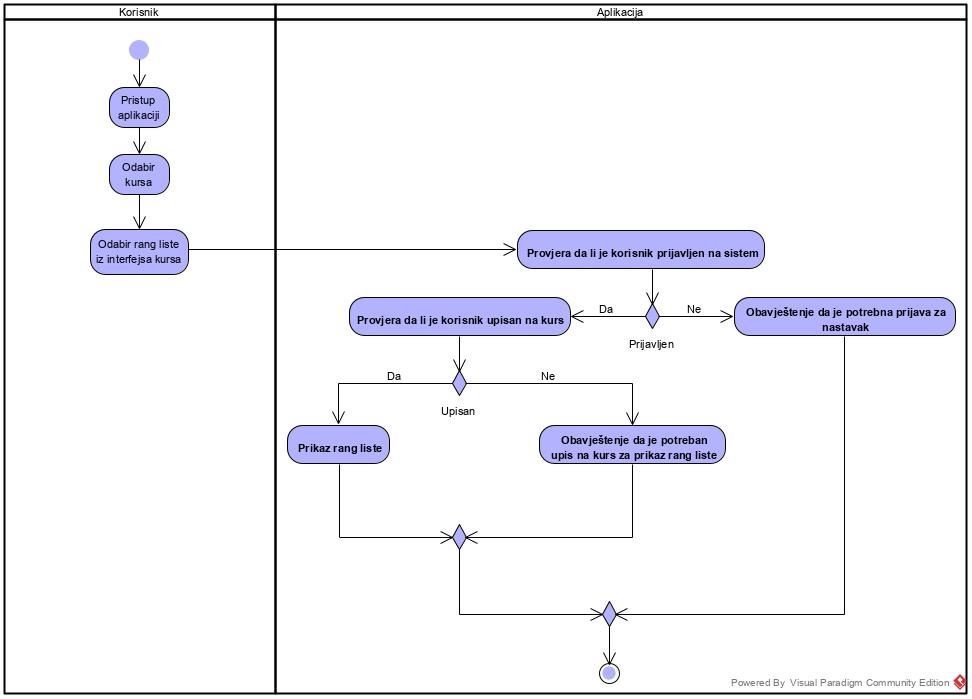 Korisnik
Aplikacija
Pristup
aplikaciji
Odabir
kursa
Odabir rang liste
iz interfejsa kursa
Provjera da li je korisnik prijavljen na sistem
Provjera da li je korisnik upisan na kurs
Da
Ne
Obavještenje da je potrebna prijava za
nastavak
Prijavljen
Da
Ne
Upisan
Prikaz rang liste
Obavještenje da je potreban
upis na kurs za prikaz rang liste
Powered By Visual Paradigm Community Edition